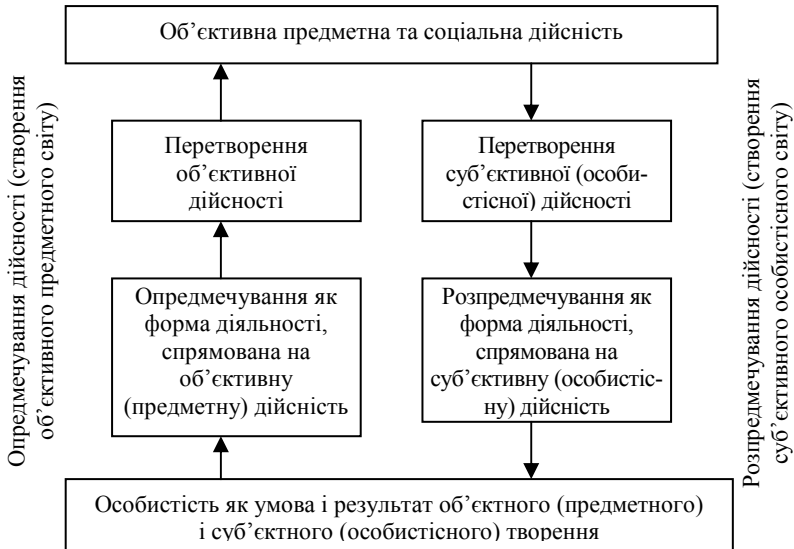 Об’єктивна предметна та соціальна дійсність
Опредмечування дійсності (створення
об’єктивного предметного світу)
Перетворення
об’єктивної
дійсності
Перетворення
суб’єктивної (особи-
стісної) дійсності
Опредмечування як
форма діяльності,
спрямована на
об’єктивну
(предметну) дійсність
Розпредмечування як
форма діяльності,
спрямована на
суб’єктивну (особистіс-
ну) дійсність
Розпредмечування дійсності (створення
суб’єктивного особистісного світу)
Особистість як умова і результат об’єктного (предметного)
і суб’єктного (особистісного) творення